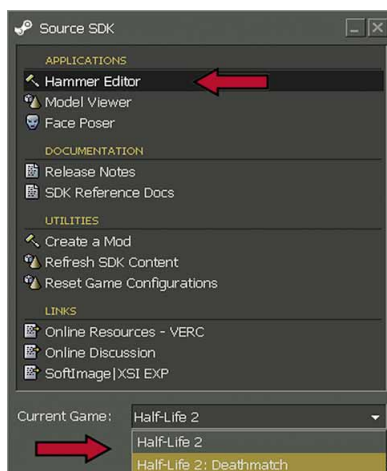 Source SDK
APPLICATIONS
Hammer Editor
Model Viewer
Face Poser
DOCUMENTATION
Release Notes
SDK Reference Docs
UTILITIES
Create a Mod
Refresh SDK Content
Reset Game Configurations
LINKS
Online Resources - VERC
Online Discussion
SoftImage|XSI EXP
Current Game: Half-Life 2
Half-Life 2
Half-Life 2: Deathmatch